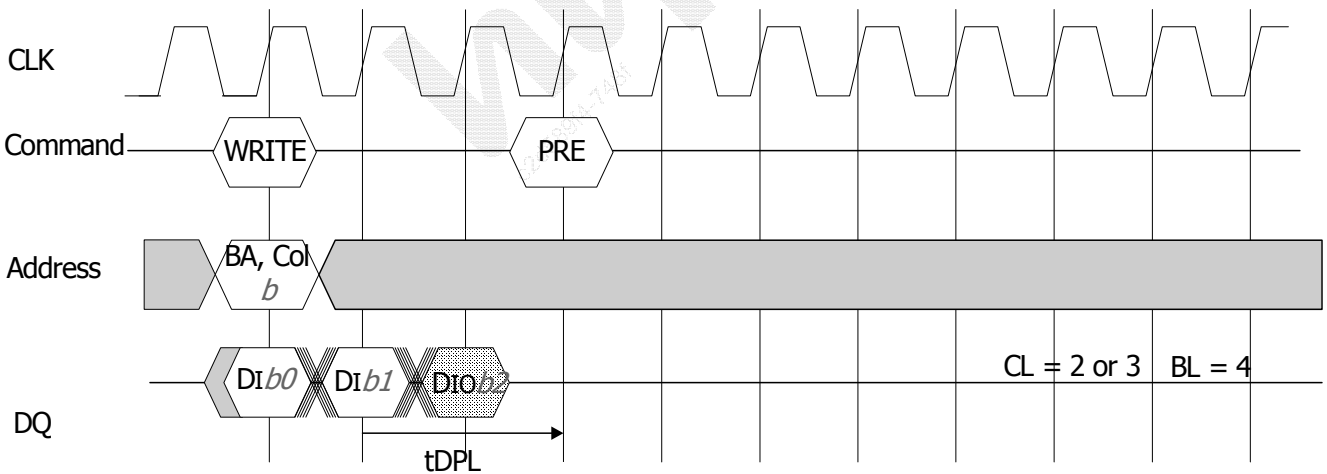 CLK
Command WRITE PRE
Address BA, Col
b
DIb0 DIb1 DIOb2 CL = 2 or 3 BL = 4
DQ
tDPL